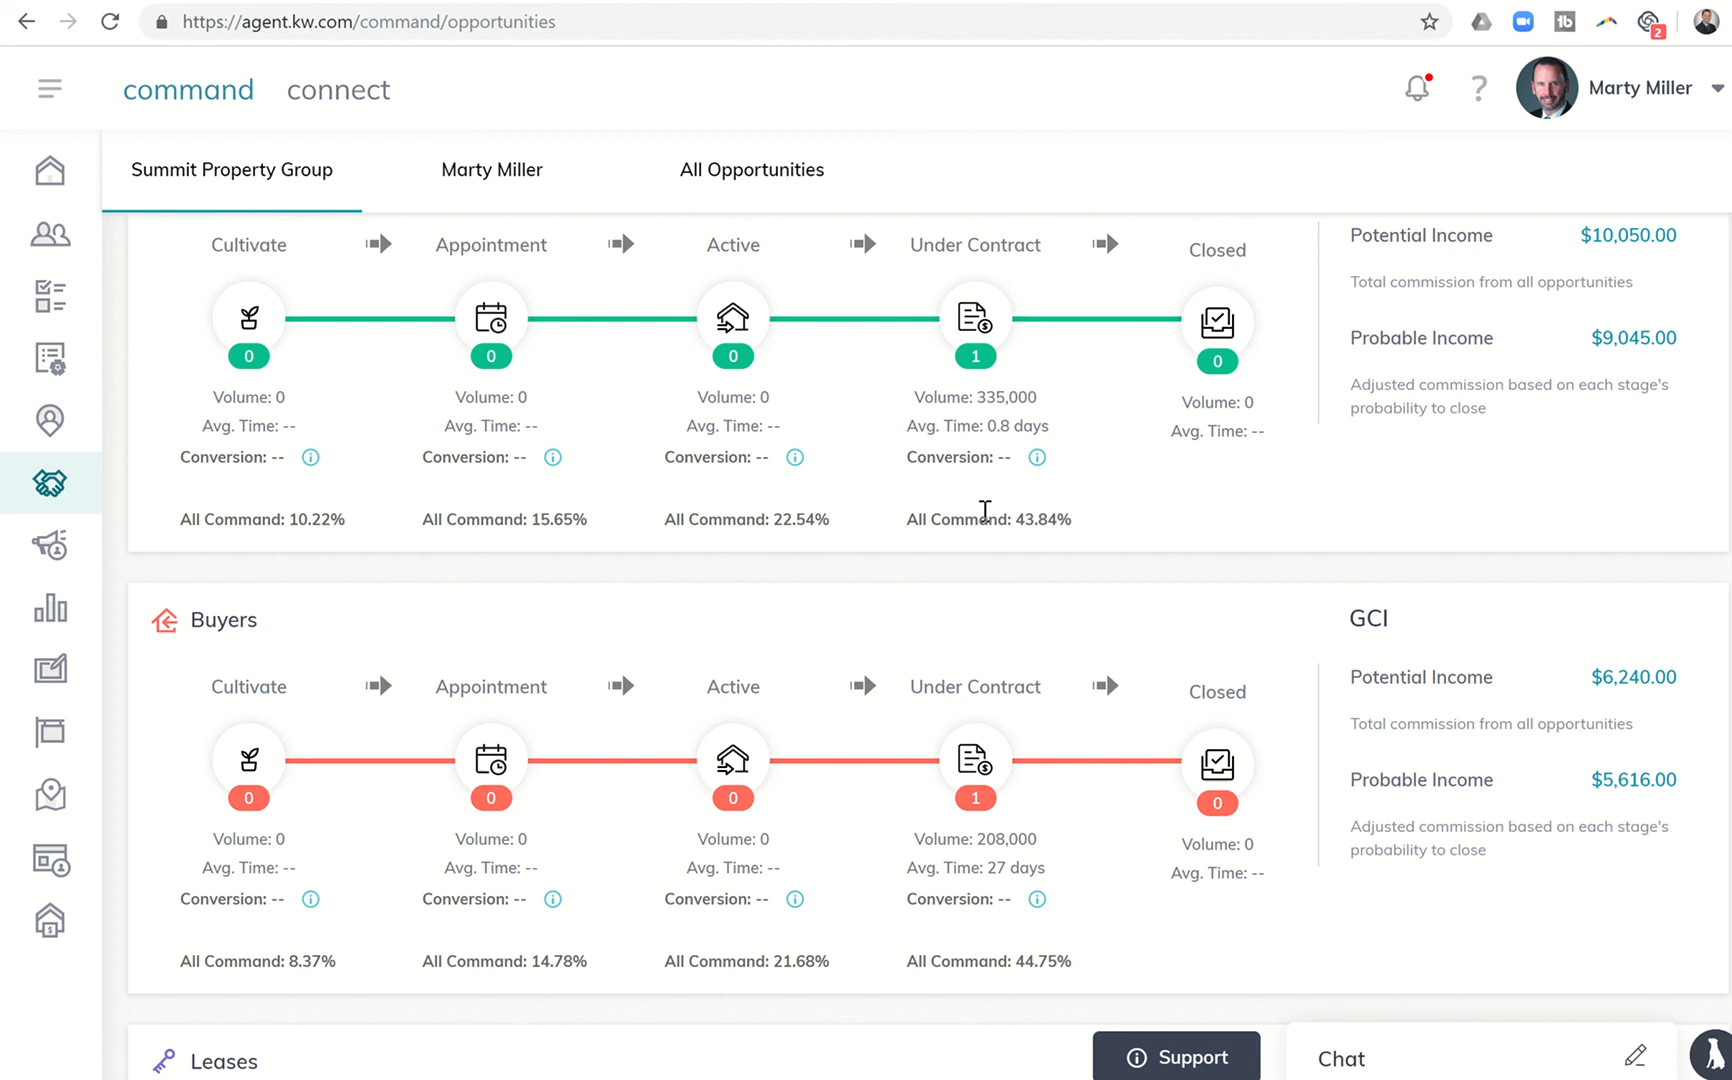 https://agent.kw.com/command/opportunities
2
command connect
? Marty Miller
Summit Property Group Marty Miller All Opportunities
Cultivate Appointment Active Under Contract Closed
0 0 0 1 0
Volume: 0 Volume: 0 Volume: 0 Volume: 335,000 Volume: 0
Avg. Time: -- Avg. Time: -- Avg. Time: -- Avg. Time: 0.8 days Avg. Time: --
Conversion: -- Conversion: -- Conversion: -- Conversion: --
All Command: 10.22% All Command: 15.65% All Command: 22.54% All Command: 43.84%
Potential Income $10,050.00
Total commission from all opportunities
Probable Income $9,045.00
Adjusted commission based on each stage's
probability to close
Buyers
Cultivate Appointment Active Under Contract Closed
0 0 0 1 0
Volume: 0 Volume: 0 Volume: 0 Volume: 208,000 Volume: 0
Avg. Time: -- Avg. Time: -- Avg. Time: -- Avg. Time: 27 days Avg. Time: --
Conversion: -- Conversion: -- Conversion: -- Conversion: --
All Command: 8.37% All Command: 14.78% All Command: 21.68% All Command: 44.75%
GCI
Potential Income $6,240.00
Total commission from all opportunities
Probable Income $5,616.00
Adjusted commission based on each stage's
probability to close
Leases
Support
Chat